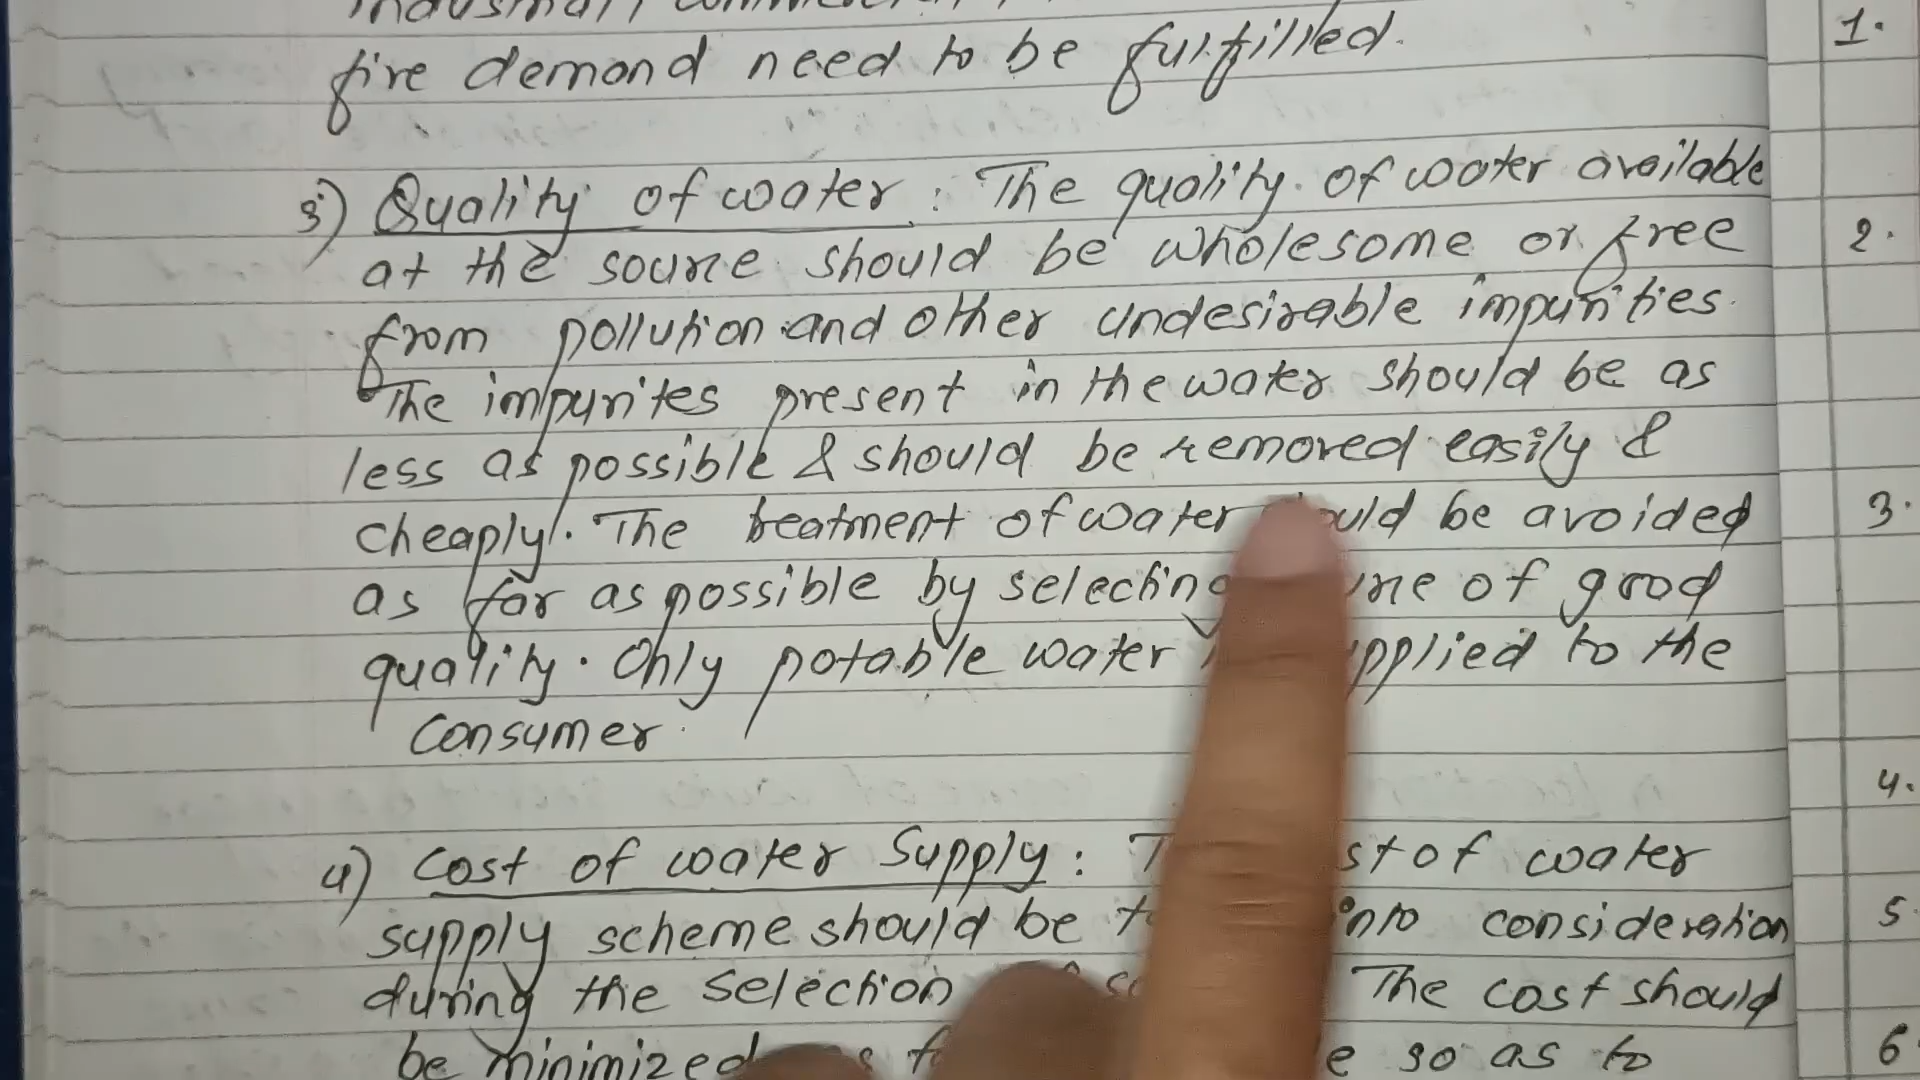 fire demand need to be fulfilled.
1.
3) Quality of water : The quality of water available
at the source should be wholesome or free
2.
from pollution and other undesirable impurities.
The impurites present in the water should be as
less as possible & should be removed easily &
cheaply. The treatment of water should be avoided
3.
as far as possible by selecting of good
quality. Only potable water supplied to the
consumer.
4.
4) Cost of water Supply : of water
supply scheme should be into consideration
5
during the selection The cost should
be minimized so as to
6